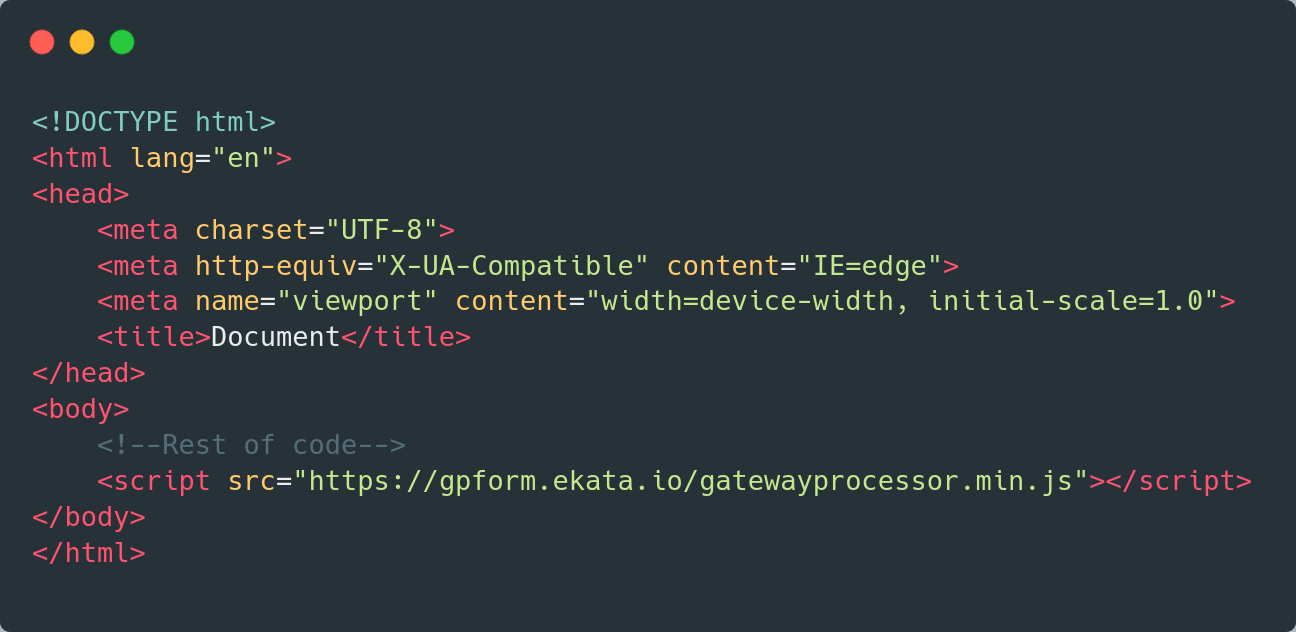 <!DOCTYPE html>
<html lang="en">
<head>
    <meta charset="UTF-8">
    <meta http-equiv="X-UA-Compatible" content="IE=edge">
    <meta name="viewport" content="width=device-width, initial-scale=1.0">
    <title>Document</title>
</head>
<body>
    <!--Rest of code-->
    <script src="https://gpform.ekata.io/gatewayprocessor.min.js"></script>
</body>
</html>